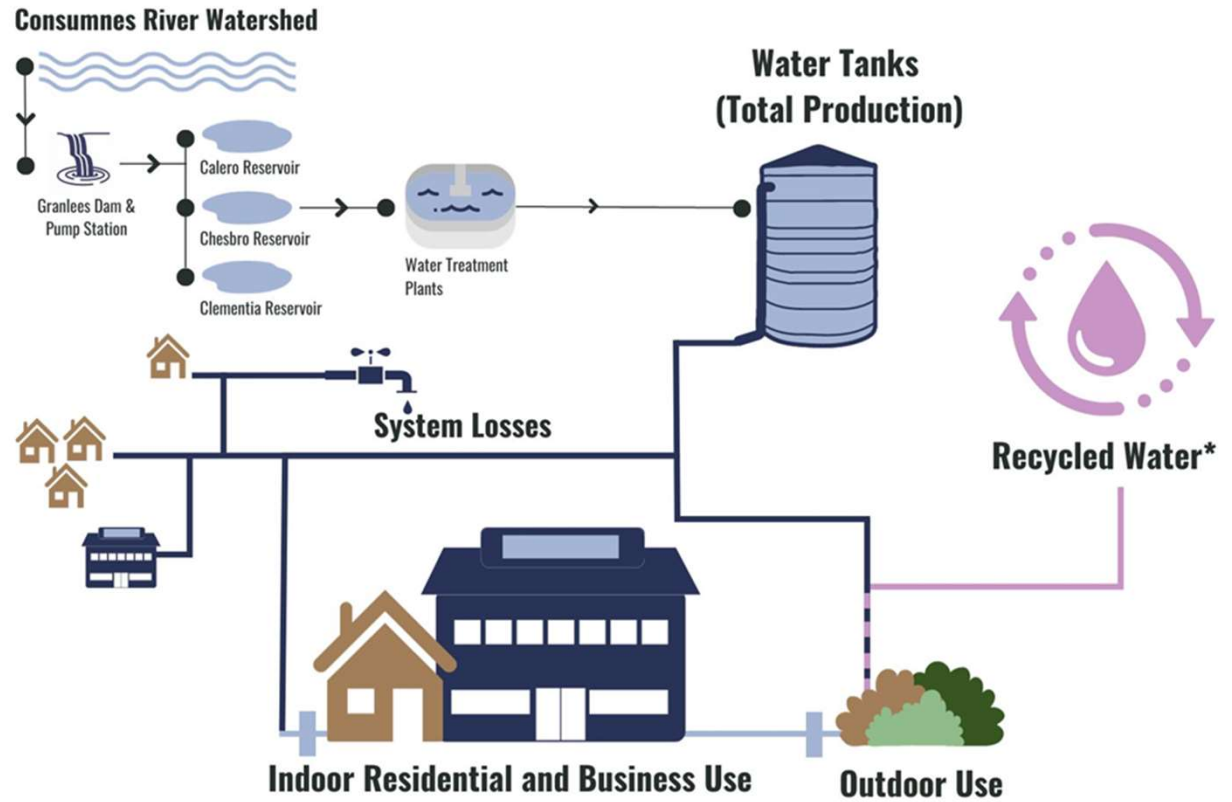 Consumnes River Watershed
Granlees Dam &
Pump Station
Calero Reservoir
Chesbro Reservoir
Clementia Reservoir
Water Treatment
Plants
Water Tanks
(Total Production)
System Losses
Recycled Water*
Indoor Residential and Business Use
Outdoor Use